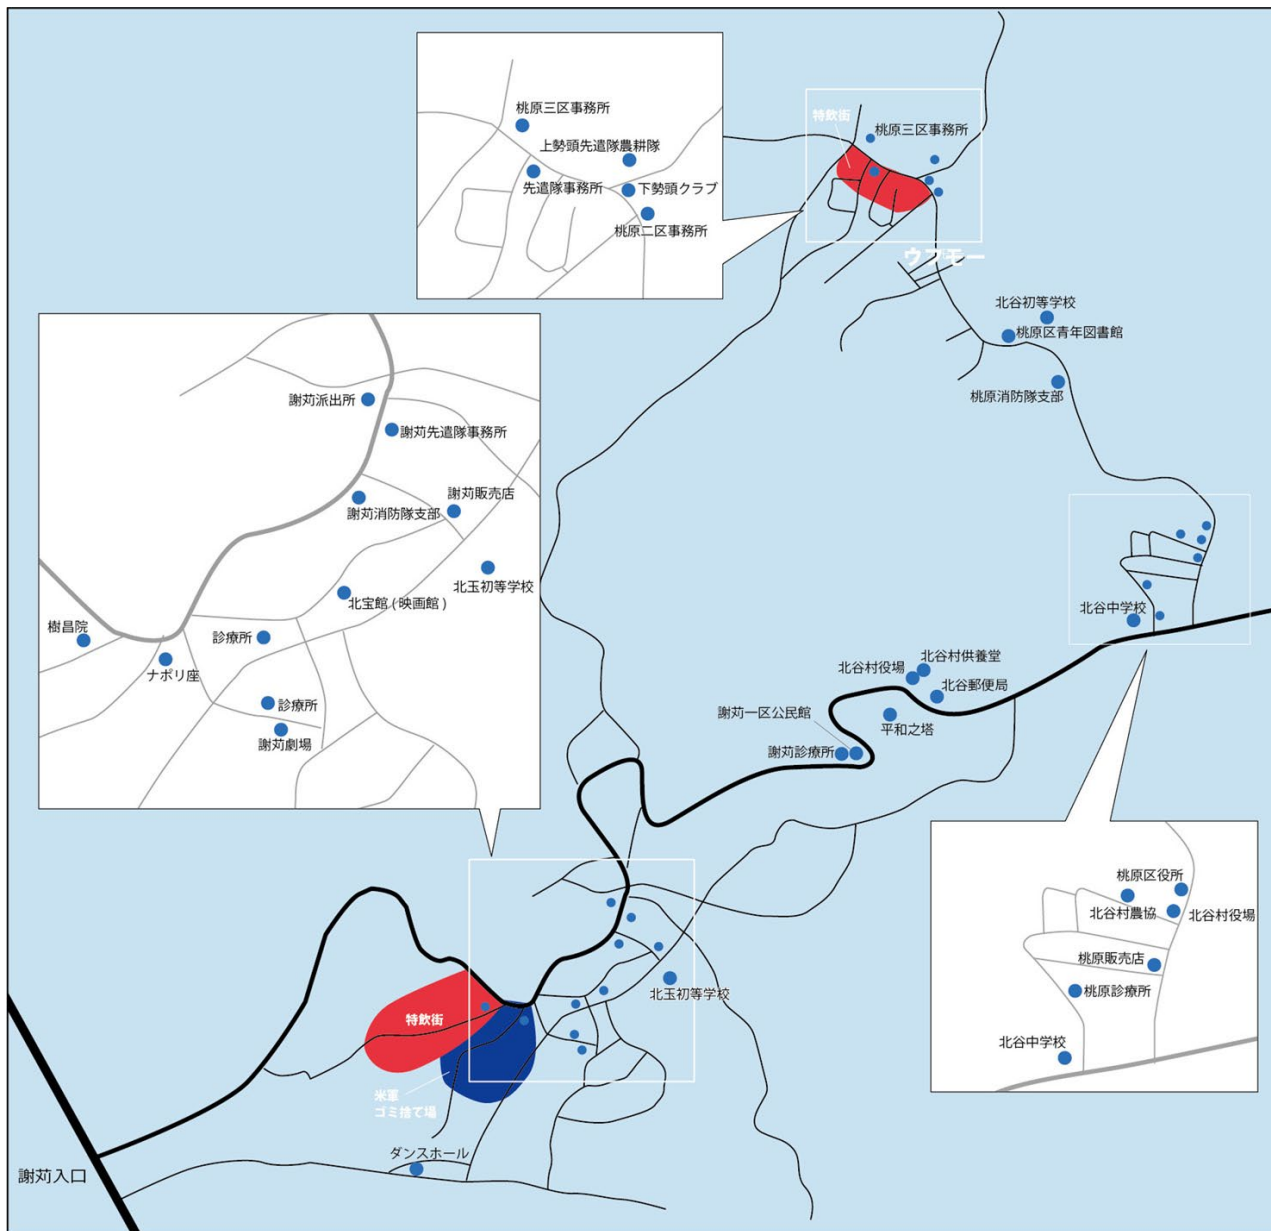 桃原三区事務所
上勢頭先遣隊農耕隊
先遣隊事務所
下勢頭クラブ
桃原二区事務所
特飲街
桃原三区事務所
ウフモー
北谷初等学校
桃原区青年図書館
桃原消防隊支部
謝苅派出所
謝苅先遣隊事務所
謝苅販売店
謝苅消防隊支部
北玉初等学校
北宝館(映画館)
樹昌院
診療所
ナポリ座
診療所
謝苅劇場
北谷中学校
北谷村供養堂
北谷村役場
北谷郵便局
謝苅一区公民館
平和之塔
謝苅診療所
桃原区役所
北谷村農協
北谷村役場
桃原販売店
桃原診療所
北谷中学校
北玉初等学校
特飲街
米軍
ゴミ捨て場
ダンスホール
謝苅入口